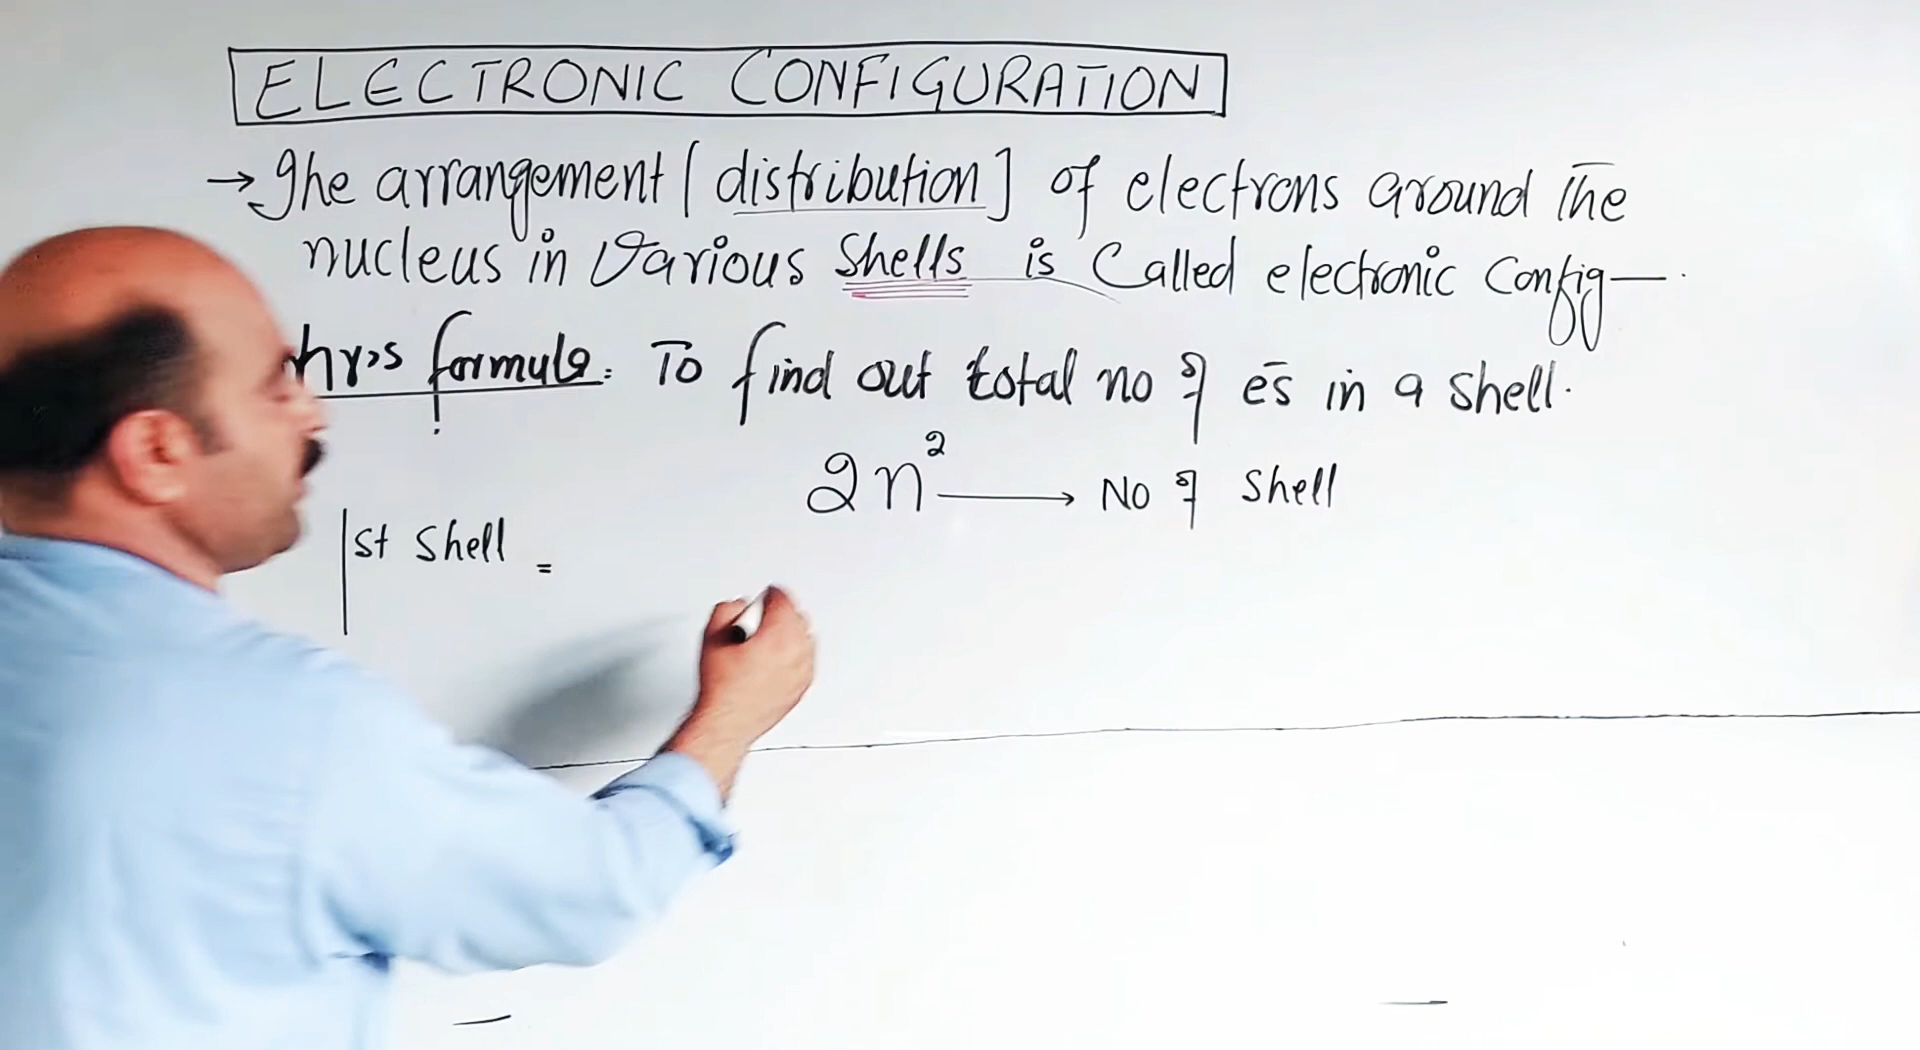 ELECTRONIC CONFIGURATION
→ The arrangement [distribution] of electrons around The
nucleus in various Shells is Called electronic Config—.
formula: To find out total no of es in a shell.
2n² → No of Shell
1st Shell =